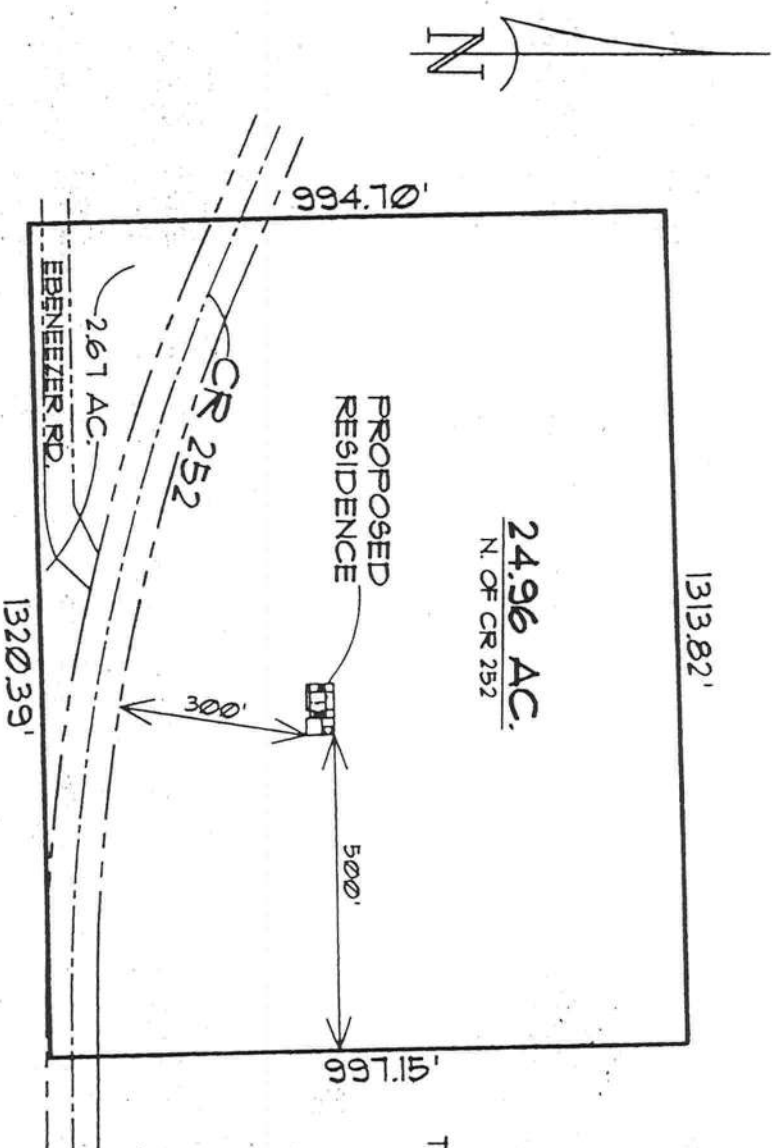 N
994.70'
1313.82'
24.96 AC.
N. OF CR 252
PROPOSED
RESIDENCE
CR 252
2.67 AC.
EBENEEZER RD.
300'
500'
1320.39'
997.15'
T